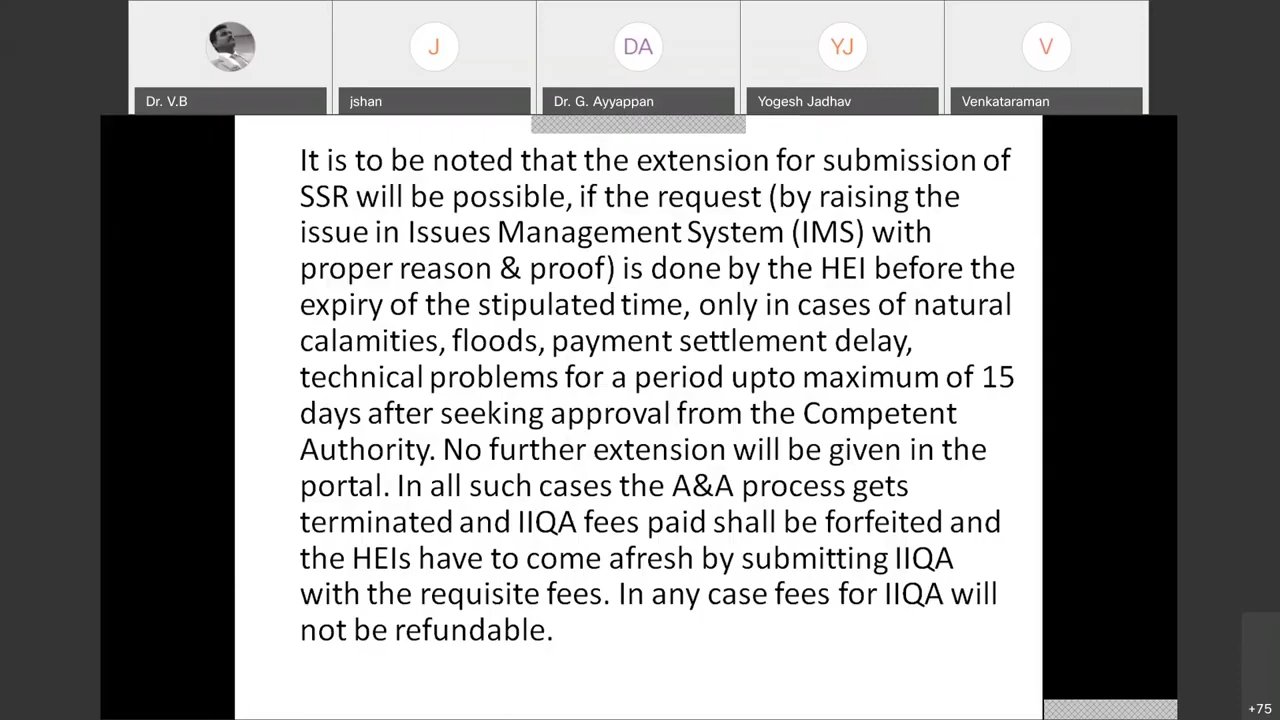 J
DA
YJ
V
Dr. V.B
jshan
Dr. G. Ayyappan
Yogesh Jadhav
Venkataraman
It is to be noted that the extension for submission of
SSR will be possible, if the request (by raising the
issue in Issues Management System (IMS) with
proper reason & proof) is done by the HEI before the
expiry of the stipulated time, only in cases of natural
calamities, floods, payment settlement delay,
technical problems for a period upto maximum of 15
days after seeking approval from the Competent
Authority. No further extension will be given in the
portal. In all such cases the A&A process gets
terminated and IIQA fees paid shall be forfeited and
the HEIs have to come afresh by submitting IIQA
with the requisite fees. In any case fees for IIQA will
not be refundable.
+75